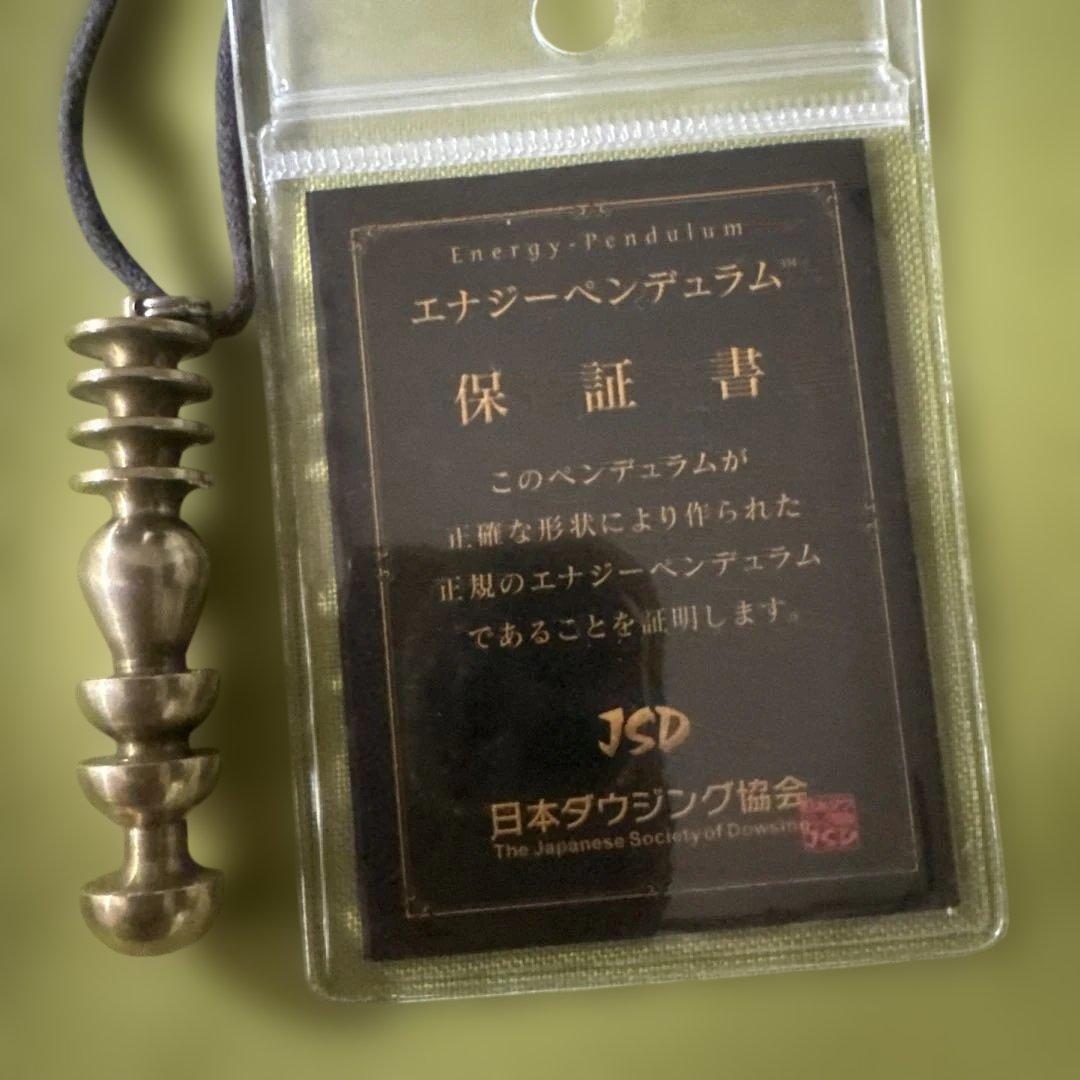 Energy-Pendulum
エナジーペンデュラム™
保証書
このペンデュラムが
正確な形状により作られた
正規のエナジーペンデュラム
であることを証明します。
JSD
日本ダウジング協会
The Japanese Society of Dowsing
JSD